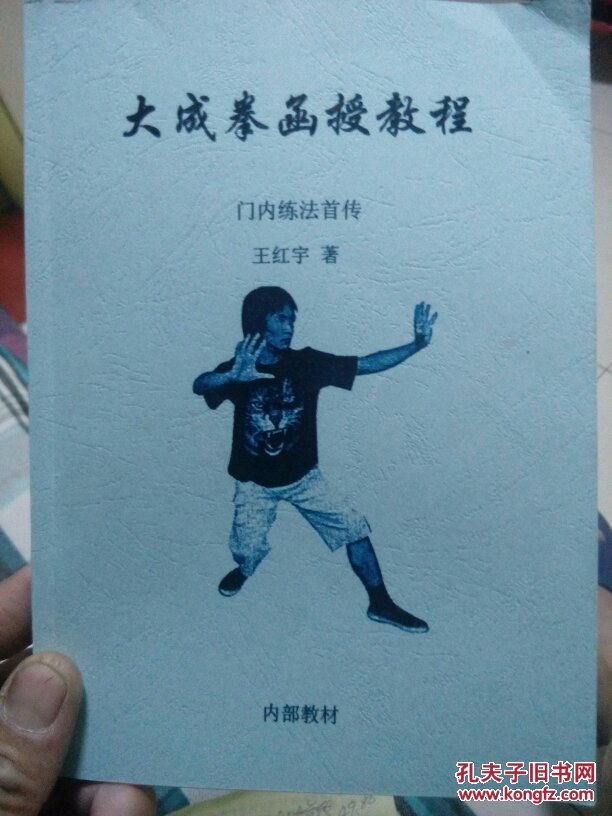 大成拳函授教程
门内练法首传
王红宇 著
内部教材
孔夫子旧书网
www.kongfz.com